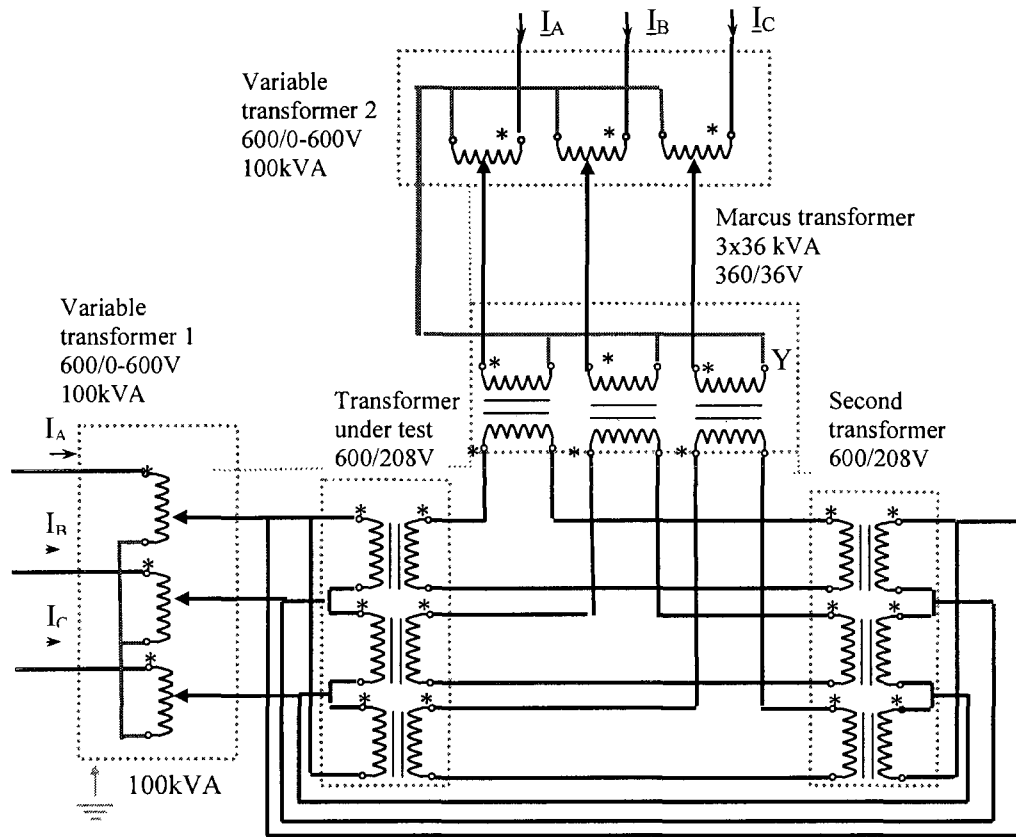 I_A I_B I_C
Variable
transformer 2
600/0-600V
100kVA
* * *
Marcus transformer
3x36 kVA
360/36V
Variable
transformer 1
600/0-600V
100kVA
* * * Y
Transformer
under test
600/208V
Second
transformer
600/208V
I_A
* * *
*
* * * *
I_B
*
* * * *
I_C
*
* * * *
100kVA